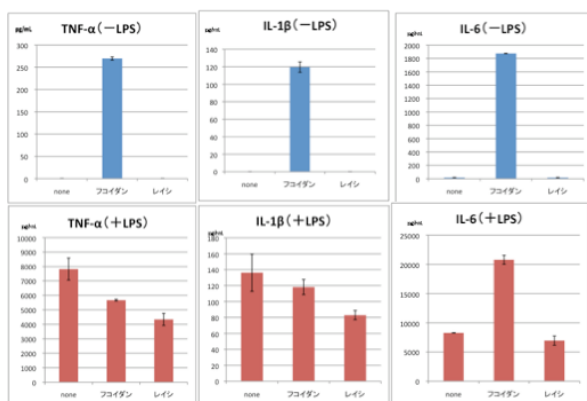 TNF-α(ーLPS)
pg/mL
300
250
200
150
100
50
0
none フコイダン レイシ
IL-1β(ーLPS)
pg/mL
140
120
100
80
60
40
20
0
none フコイダン レイシ
IL-6(ーLPS)
pg/mL
2000
1800
1600
1400
1200
1000
800
600
400
200
0
none フコイダン レイシ
TNF-α(+LPS)
pg/mL
10000
9000
8000
7000
6000
5000
4000
3000
2000
1000
0
none フコイダン レイシ
IL-1β(+LPS)
pg/mL
180
160
140
120
100
80
60
40
20
0
none フコイダン レイシ
IL-6(+LPS)
pg/mL
25000
20000
15000
10000
5000
0
none フコイダン レイシ